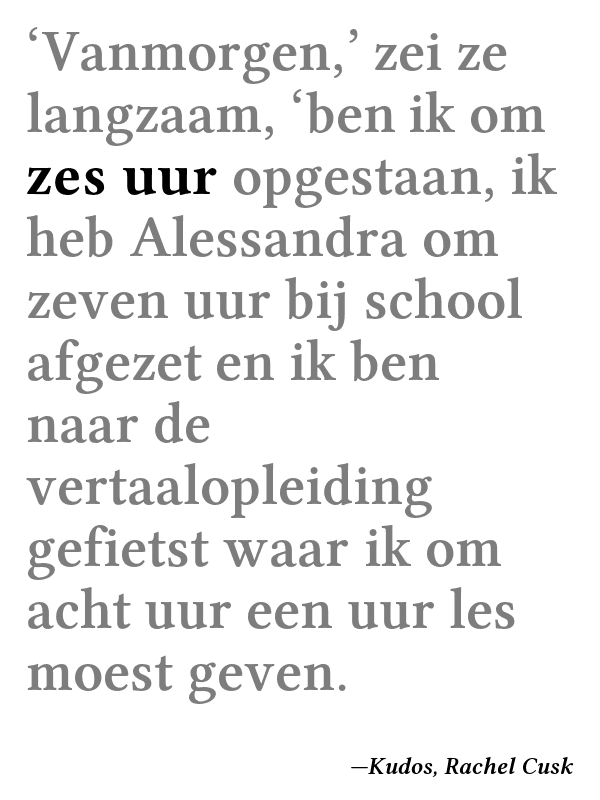 ‘Vanmorgen,’ zei ze
langzaam, ‘ben ik om
zes uur opgestaan, ik
heb Alessandra om
zeven uur bij school
afgezet en ik ben
naar de
vertaalopleiding
gefietst waar ik om
acht uur een uur les
moest geven.
—Kudos, Rachel Cusk